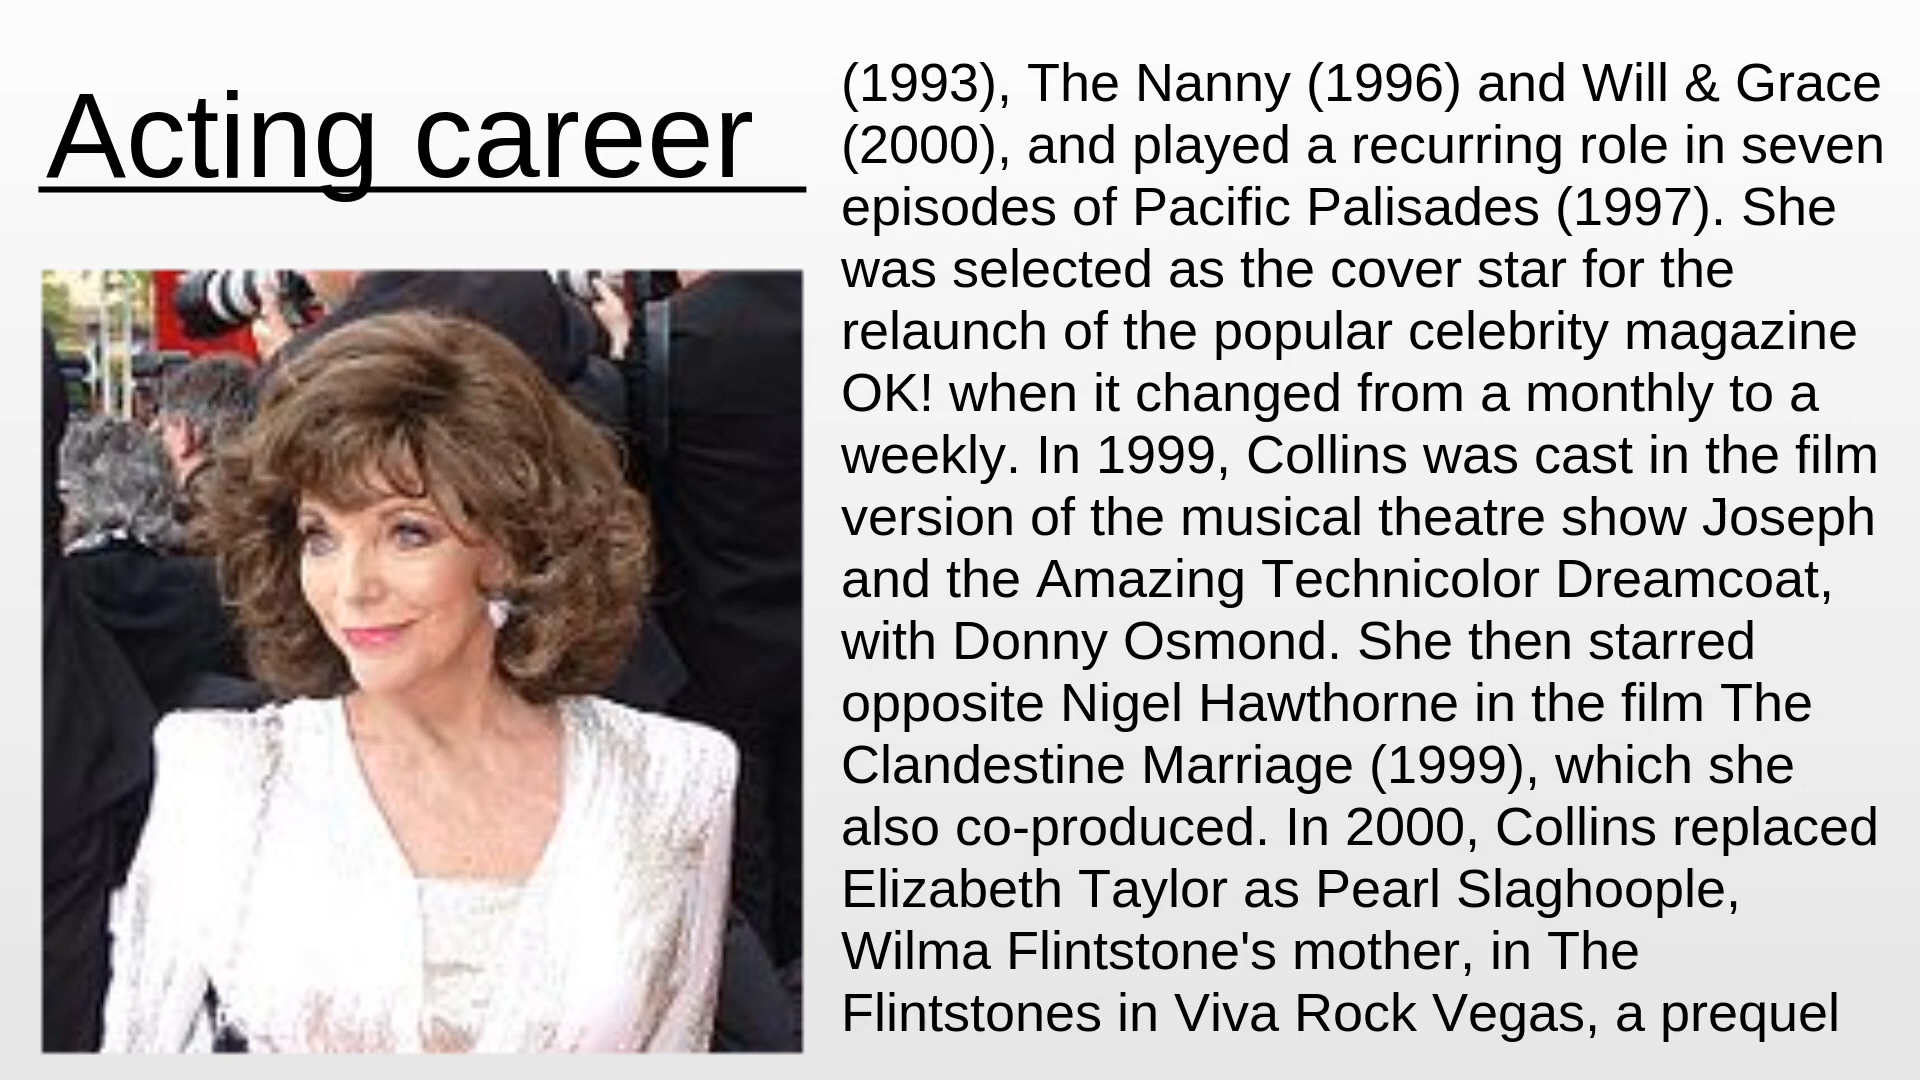 Acting career
(1993), The Nanny (1996) and Will & Grace
(2000), and played a recurring role in seven
episodes of Pacific Palisades (1997). She
was selected as the cover star for the
relaunch of the popular celebrity magazine
OK! when it changed from a monthly to a
weekly. In 1999, Collins was cast in the film
version of the musical theatre show Joseph
and the Amazing Technicolor Dreamcoat,
with Donny Osmond. She then starred
opposite Nigel Hawthorne in the film The
Clandestine Marriage (1999), which she
also co-produced. In 2000, Collins replaced
Elizabeth Taylor as Pearl Slaghoople,
Wilma Flintstone's mother, in The
Flintstones in Viva Rock Vegas, a prequel